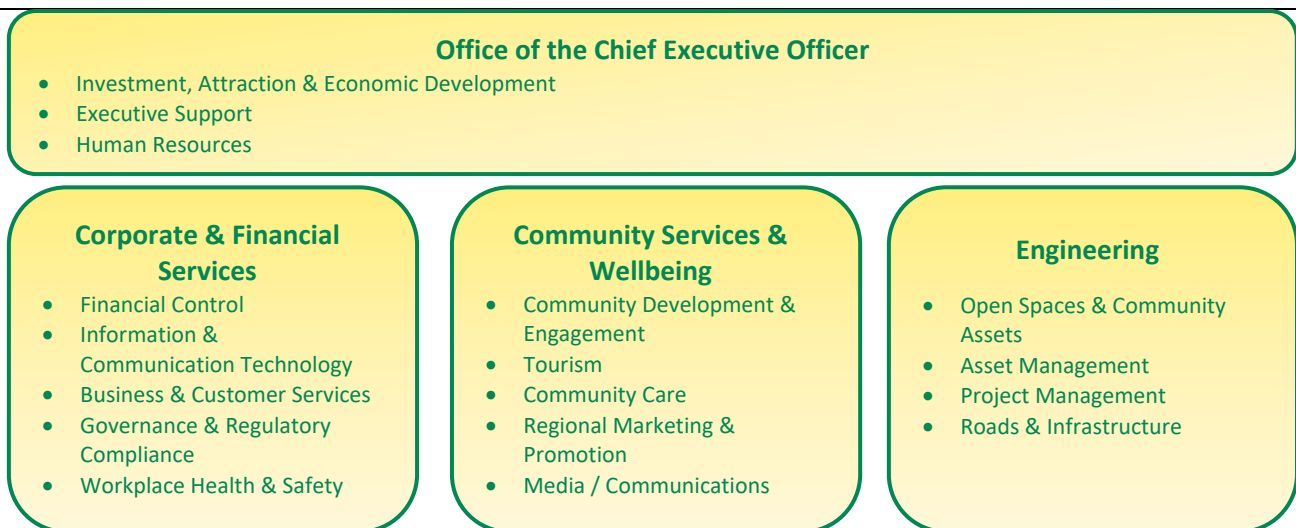 Office of the Chief Executive Officer
• Investment, Attraction & Economic Development
• Executive Support
• Human Resources
Corporate & Financial
Services
• Financial Control
• Information &
Communication Technology
• Business & Customer Services
• Governance & Regulatory
Compliance
• Workplace Health & Safety
Community Services &
Wellbeing
• Community Development &
Engagement
• Tourism
• Community Care
• Regional Marketing &
Promotion
• Media / Communications
Engineering
• Open Spaces & Community
Assets
• Asset Management
• Project Management
• Roads & Infrastructure